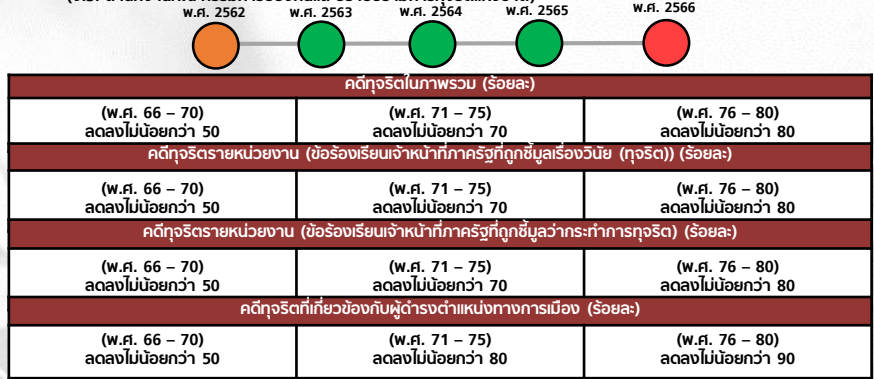 พ.ศ. 2562 พ.ศ. 2563 พ.ศ. 2564 พ.ศ. 2565 พ.ศ. 2566
คดีทุจริตในภาพรวม (ร้อยละ)
(พ.ศ. 66 – 70) (พ.ศ. 71 – 75) (พ.ศ. 76 – 80)
ลดลงไม่น้อยกว่า 50 ลดลงไม่น้อยกว่า 70 ลดลงไม่น้อยกว่า 80
คดีทุจริตรายหน่วยงาน (ข้อร้องเรียนเจ้าหน้าที่ภาครัฐที่ถูกชี้มูลเรื่องวินัย (ทุจริต)) (ร้อยละ)
(พ.ศ. 66 – 70) (พ.ศ. 71 – 75) (พ.ศ. 76 – 80)
ลดลงไม่น้อยกว่า 50 ลดลงไม่น้อยกว่า 70 ลดลงไม่น้อยกว่า 80
คดีทุจริตรายหน่วยงาน (ข้อร้องเรียนเจ้าหน้าที่ภาครัฐที่ถูกชี้มูลว่ากระทำการทุจริต) (ร้อยละ)
(พ.ศ. 66 – 70) (พ.ศ. 71 – 75) (พ.ศ. 76 – 80)
ลดลงไม่น้อยกว่า 50 ลดลงไม่น้อยกว่า 70 ลดลงไม่น้อยกว่า 80
คดีทุจริตที่เกี่ยวข้องกับผู้ดำรงตำแหน่งทางการเมือง (ร้อยละ)
(พ.ศ. 66 – 70) (พ.ศ. 71 – 75) (พ.ศ. 76 – 80)
ลดลงไม่น้อยกว่า 50 ลดลงไม่น้อยกว่า 80 ลดลงไม่น้อยกว่า 90